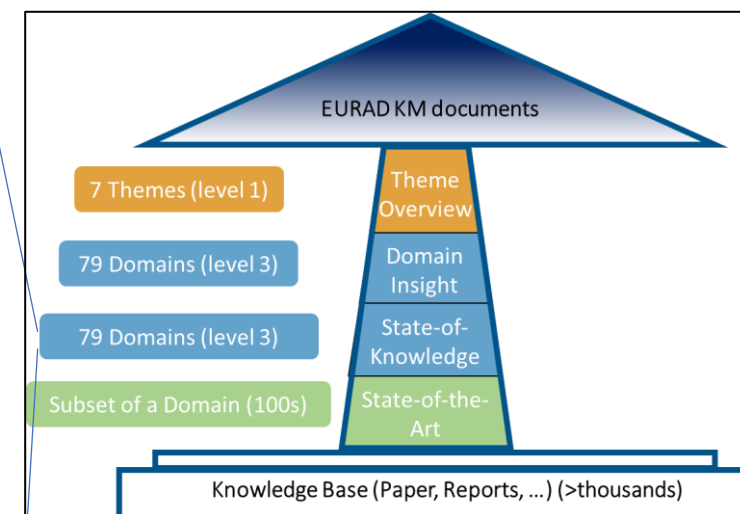 EURAD KM documents
7 Themes (level 1)
Theme
Overview
79 Domains (level 3)
Domain
Insight
79 Domains (level 3)
State-of-
Knowledge
Subset of a Domain (100s)
State-of-the-
Art
Knowledge Base (Paper, Reports, …) (>thousands)